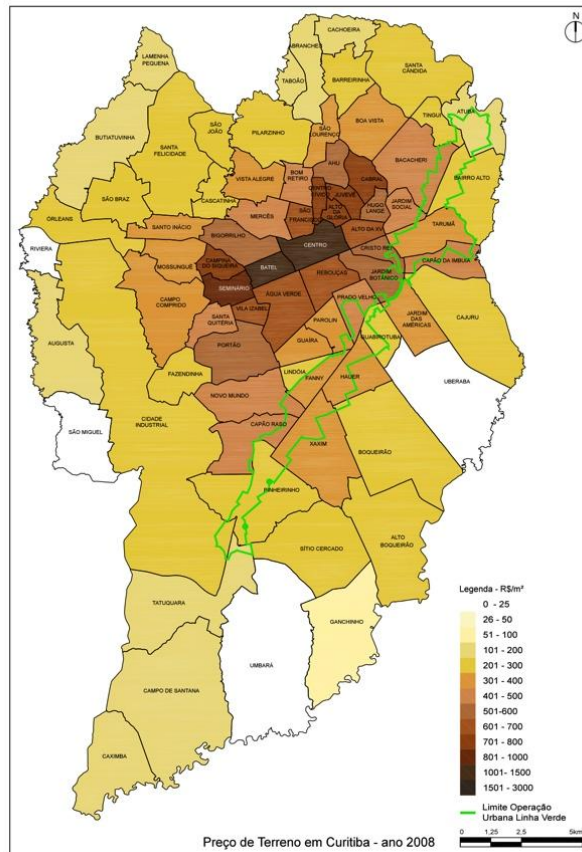 N
CACHOEIRA
LAMENHA
PEQUENA
ABRANCHES
SANTA
CÂNDIDA
TABOÃO
BARREIRINHA
BUTIATUVINHA
SÃO
JOÃO
TINGUI
ATUBA
SANTA
FELICIDADE
PILARZINHO
SÃO
LOURENÇO
BOA VISTA
AHÚ
BACACHERI
BAIRRO ALTO
VISTA ALEGRE
BOM
RETIRO
CABRAL
SÃO BRAZ
CASCATINHA
CENTRO
CÍVICO
JUVEVÊ
HUGO
LANGE
JARDIM
SOCIAL
ÓRLEANS
MERCÊS
SÃO
FRANCISCO
ALTO
DA
GLÓRIA
TARUMÃ
SANTO INÁCIO
BIGORRILHO
ALTO DA XV
RIVIERA
CENTRO
CRISTO REI
CAPÃO DA IMBUIA
MOSSUNGUÊ
CAMPINA
DO SIQUEIRA
BATEL
REBOUÇAS
JARDIM
BOTÂNICO
SEMINÁRIO
ÁGUA VERDE
PRADO VELHO
CAMPO
COMPRIDO
VILA IZABEL
JARDIM
DAS
AMÉRICAS
CAJURU
SANTA
QUITÉRIA
PAROLIN
GUABIROTUBA
AUGUSTA
PORTÃO
GUAÍRA
FAZENDINHA
LINDÓIA
FANNY
HAUER
UBERABA
NOVO MUNDO
CIDADE
INDUSTRIAL
CAPÃO RASO
SÃO MIGUEL
XAXIM
BOQUEIRÃO
PINHEIRINHO
SÍTIO CERCADO
ALTO
BOQUEIRÃO
TATUQUARA
GANCHINHO
UMBARÁ
CAMPO DE SANTANA
CAXIMBA
Legenda - R$/m²
0 - 25
26 - 50
51 - 100
101 - 200
201 - 300
301 - 400
401 - 500
501-600
601 - 700
701 - 800
801 - 1000
1001- 1500
1501 - 3000
Limite Operação
Urbana Linha Verde
0 1,25 2,5 5km
Preço de Terreno em Curitiba - ano 2008